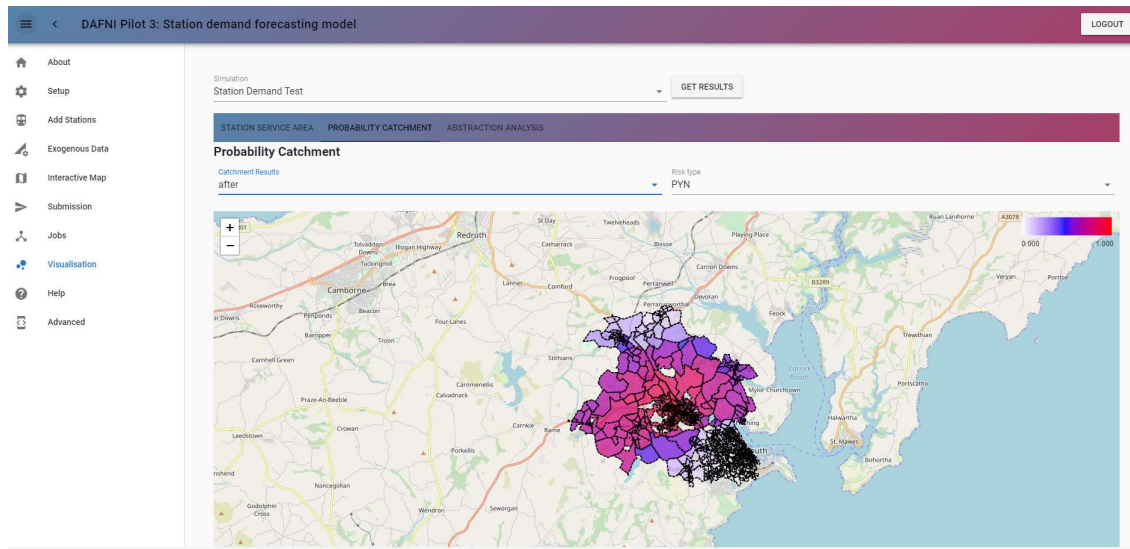 DAFNI Pilot 3: Station demand forecasting model
LOGOUT
About
Setup
Add Stations
Exogenous Data
Interactive Map
Submission
Jobs
Visualisation
Help
Advanced
Simulation
Station Demand Test
GET RESULTS
STATION SERVICE AREA PROBABILITY CATCHMENT ABSTRACTION ANALYSIS
Probability Catchment
Catchment Results
after
Risk type
PYN
+
−
St Day
Twelveheads
Ruan Lanihorne
A3078
0.000
1.000
Redruth
Playing Place
Tolvaddon Downs
Illogan Highway
Carharrack
Bissoe
Tuckingmill
Carnon Downs
Brea
Lanner
Comford
Frogpool
Perranwell
B3289
Veryan
Portloe
Camborne
Devoran
Perranarworthal
Roseworthy
Penponds
Beacon
Four Lanes
Feock
Barripper
Troon
Trewithian
Carnhell Green
Stithians
Carrick Roads
Carnmenellis
Portscatho
Praze-An-Beeble
Calvadnack
Mylor Churchtown
Crowan
Carnkie
Rame
Halwartha
Leedstown
St. Mawes
Porkellis
Bohortha
Nancegollan
Godolphin Cross
Wendron
Seworgan